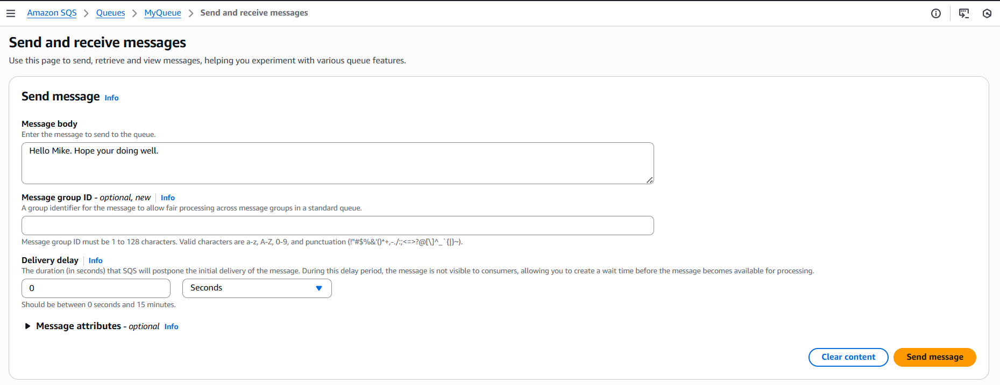 Amazon SQS > Queues > MyQueue > Send and receive messages
Send and receive messages
Use this page to send, retrieve and view messages, helping you experiment with various queue features.
Send message Info
Message body
Enter the message to send to the queue.
Hello Mike. Hope your doing well.
Message group ID - optional, new | Info
A group identifier for the message to allow fair processing across message groups in a standard queue.
Message group ID must be 1 to 128 characters. Valid characters are a-z, A-Z, 0-9, and punctuation (!"#$%&'()*+,-./:;<=>?@[\]^_`{|}~).
Delivery delay | Info
The duration (in seconds) that SQS will postpone the initial delivery of the message. During this delay period, the message is not visible to consumers, allowing you to create a wait time before the message becomes available for processing.
0 Seconds
Should be between 0 seconds and 15 minutes.
Message attributes - optional Info
Clear content Send message